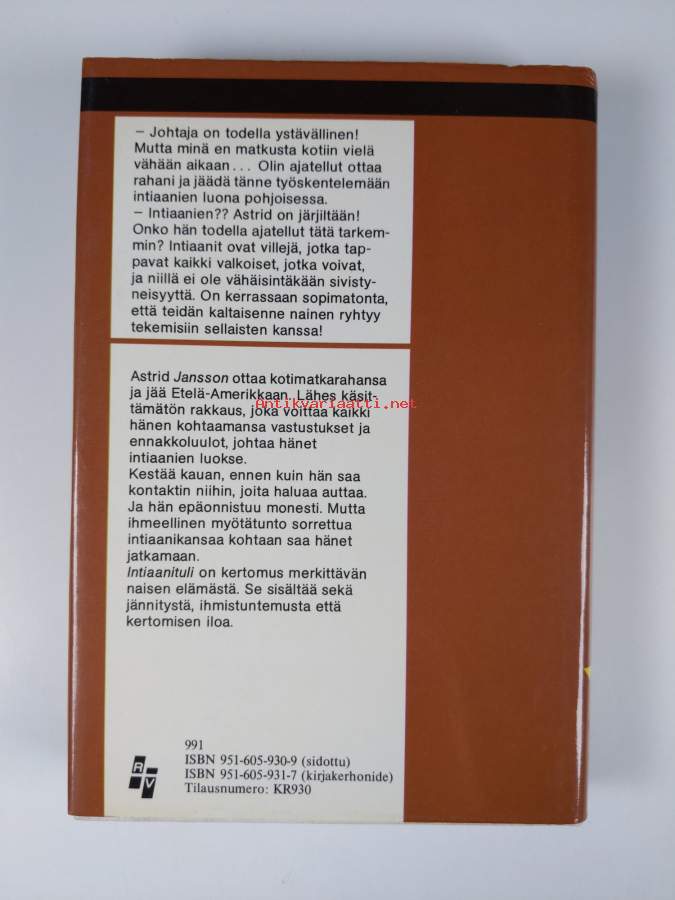 – Johtaja on todella ystävällinen!
Mutta minä en matkusta kotiin vielä
vähään aikaan... Olin ajatellut ottaa
rahani ja jäädä tänne työskentelemään
intiaanien luona pohjoisessa.
– Intiaanien?? Astrid on järjiltään!
Onko hän todella ajatellut tätä tarkem-
min? Intiaanit ovat villejä, jotka tap-
pavat kaikki valkoiset, jotka voivat,
ja niillä ei ole vähäisintäkään sivisty-
neisyyttä. On kerrassaan sopimatonta,
että teidän kaltaisenne nainen ryhtyy
tekemisiin sellaisten kanssa!
Astrid Jansson ottaa kotimatkarahansa
ja jää Etelä-Amerikkaan. Lähes käsit-
tämätön rakkaus, joka voittaa kaikki
hänen kohtaamansa vastustukset ja
ennakkoluulot, johtaa hänet
intiaanien luokse.
Kestää kauan, ennen kuin hän saa
kontaktin niihin, joita haluaa auttaa.
Ja hän epäonnistuu monesti. Mutta
ihmeellinen myötätunto sorrettua
intiaanikansaa kohtaan saa hänet
jatkamaan.
Intiaanituli on kertomus merkittävän
naisen elämästä. Se sisältää sekä
jännitystä, ihmistuntemusta että
kertomisen iloa.
Antikvariaatti.net
991
ISBN 951-605-930-9 (sidottu)
ISBN 951-605-931-7 (kirjakerhonide)
Tilausnumero: KR930
R V